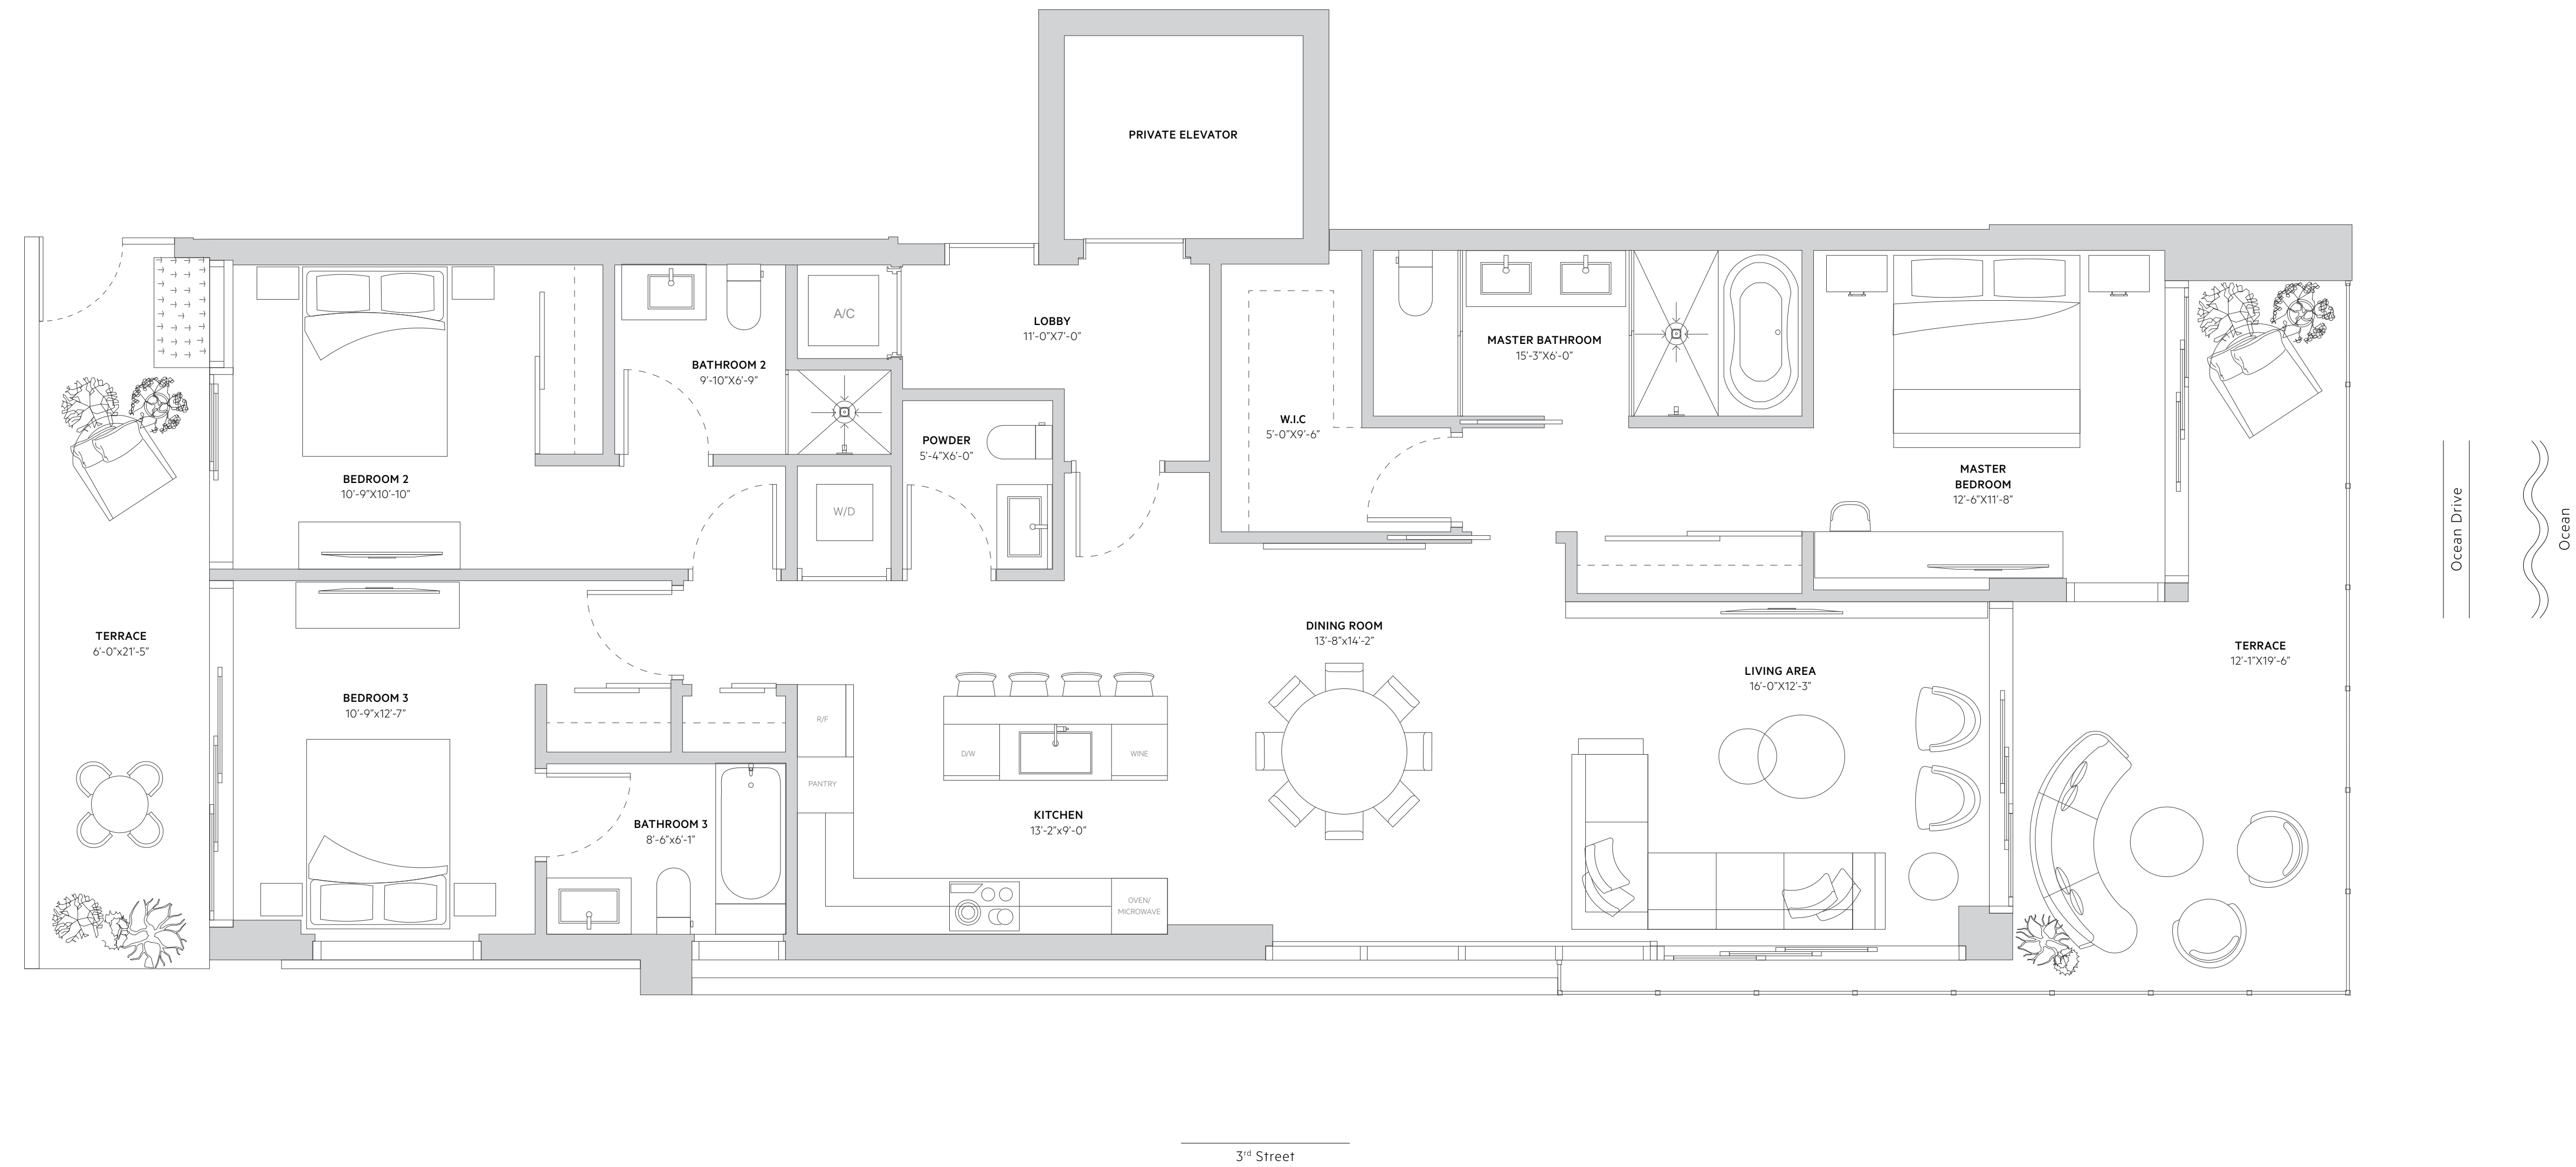 PRIVATE ELEVATOR
LOBBY
11'-0"X7'-0"
A/C
BATHROOM 2
9'-10"X6'-9"
MASTER BATHROOM
15'-3"X6'-0"
W.I.C
5'-0"X9'-6"
POWDER
5'-4"X6'-0"
BEDROOM 2
10'-9"X10'-10"
W/D
MASTER
BEDROOM
12'-6"X11'-8"
Ocean Drive
Ocean
TERRACE
6'-0"x21'-5"
DINING ROOM
13'-8"x14'-2"
TERRACE
12'-1"X19'-6"
LIVING AREA
16'-0"X12'-3"
BEDROOM 3
10'-9"x12'-7"
R/F
D/W
WINE
PANTRY
KITCHEN
13'-2"x9'-0"
BATHROOM 3
8'-6"x6'-1"
OVEN/
MICROWAVE
3rd Street